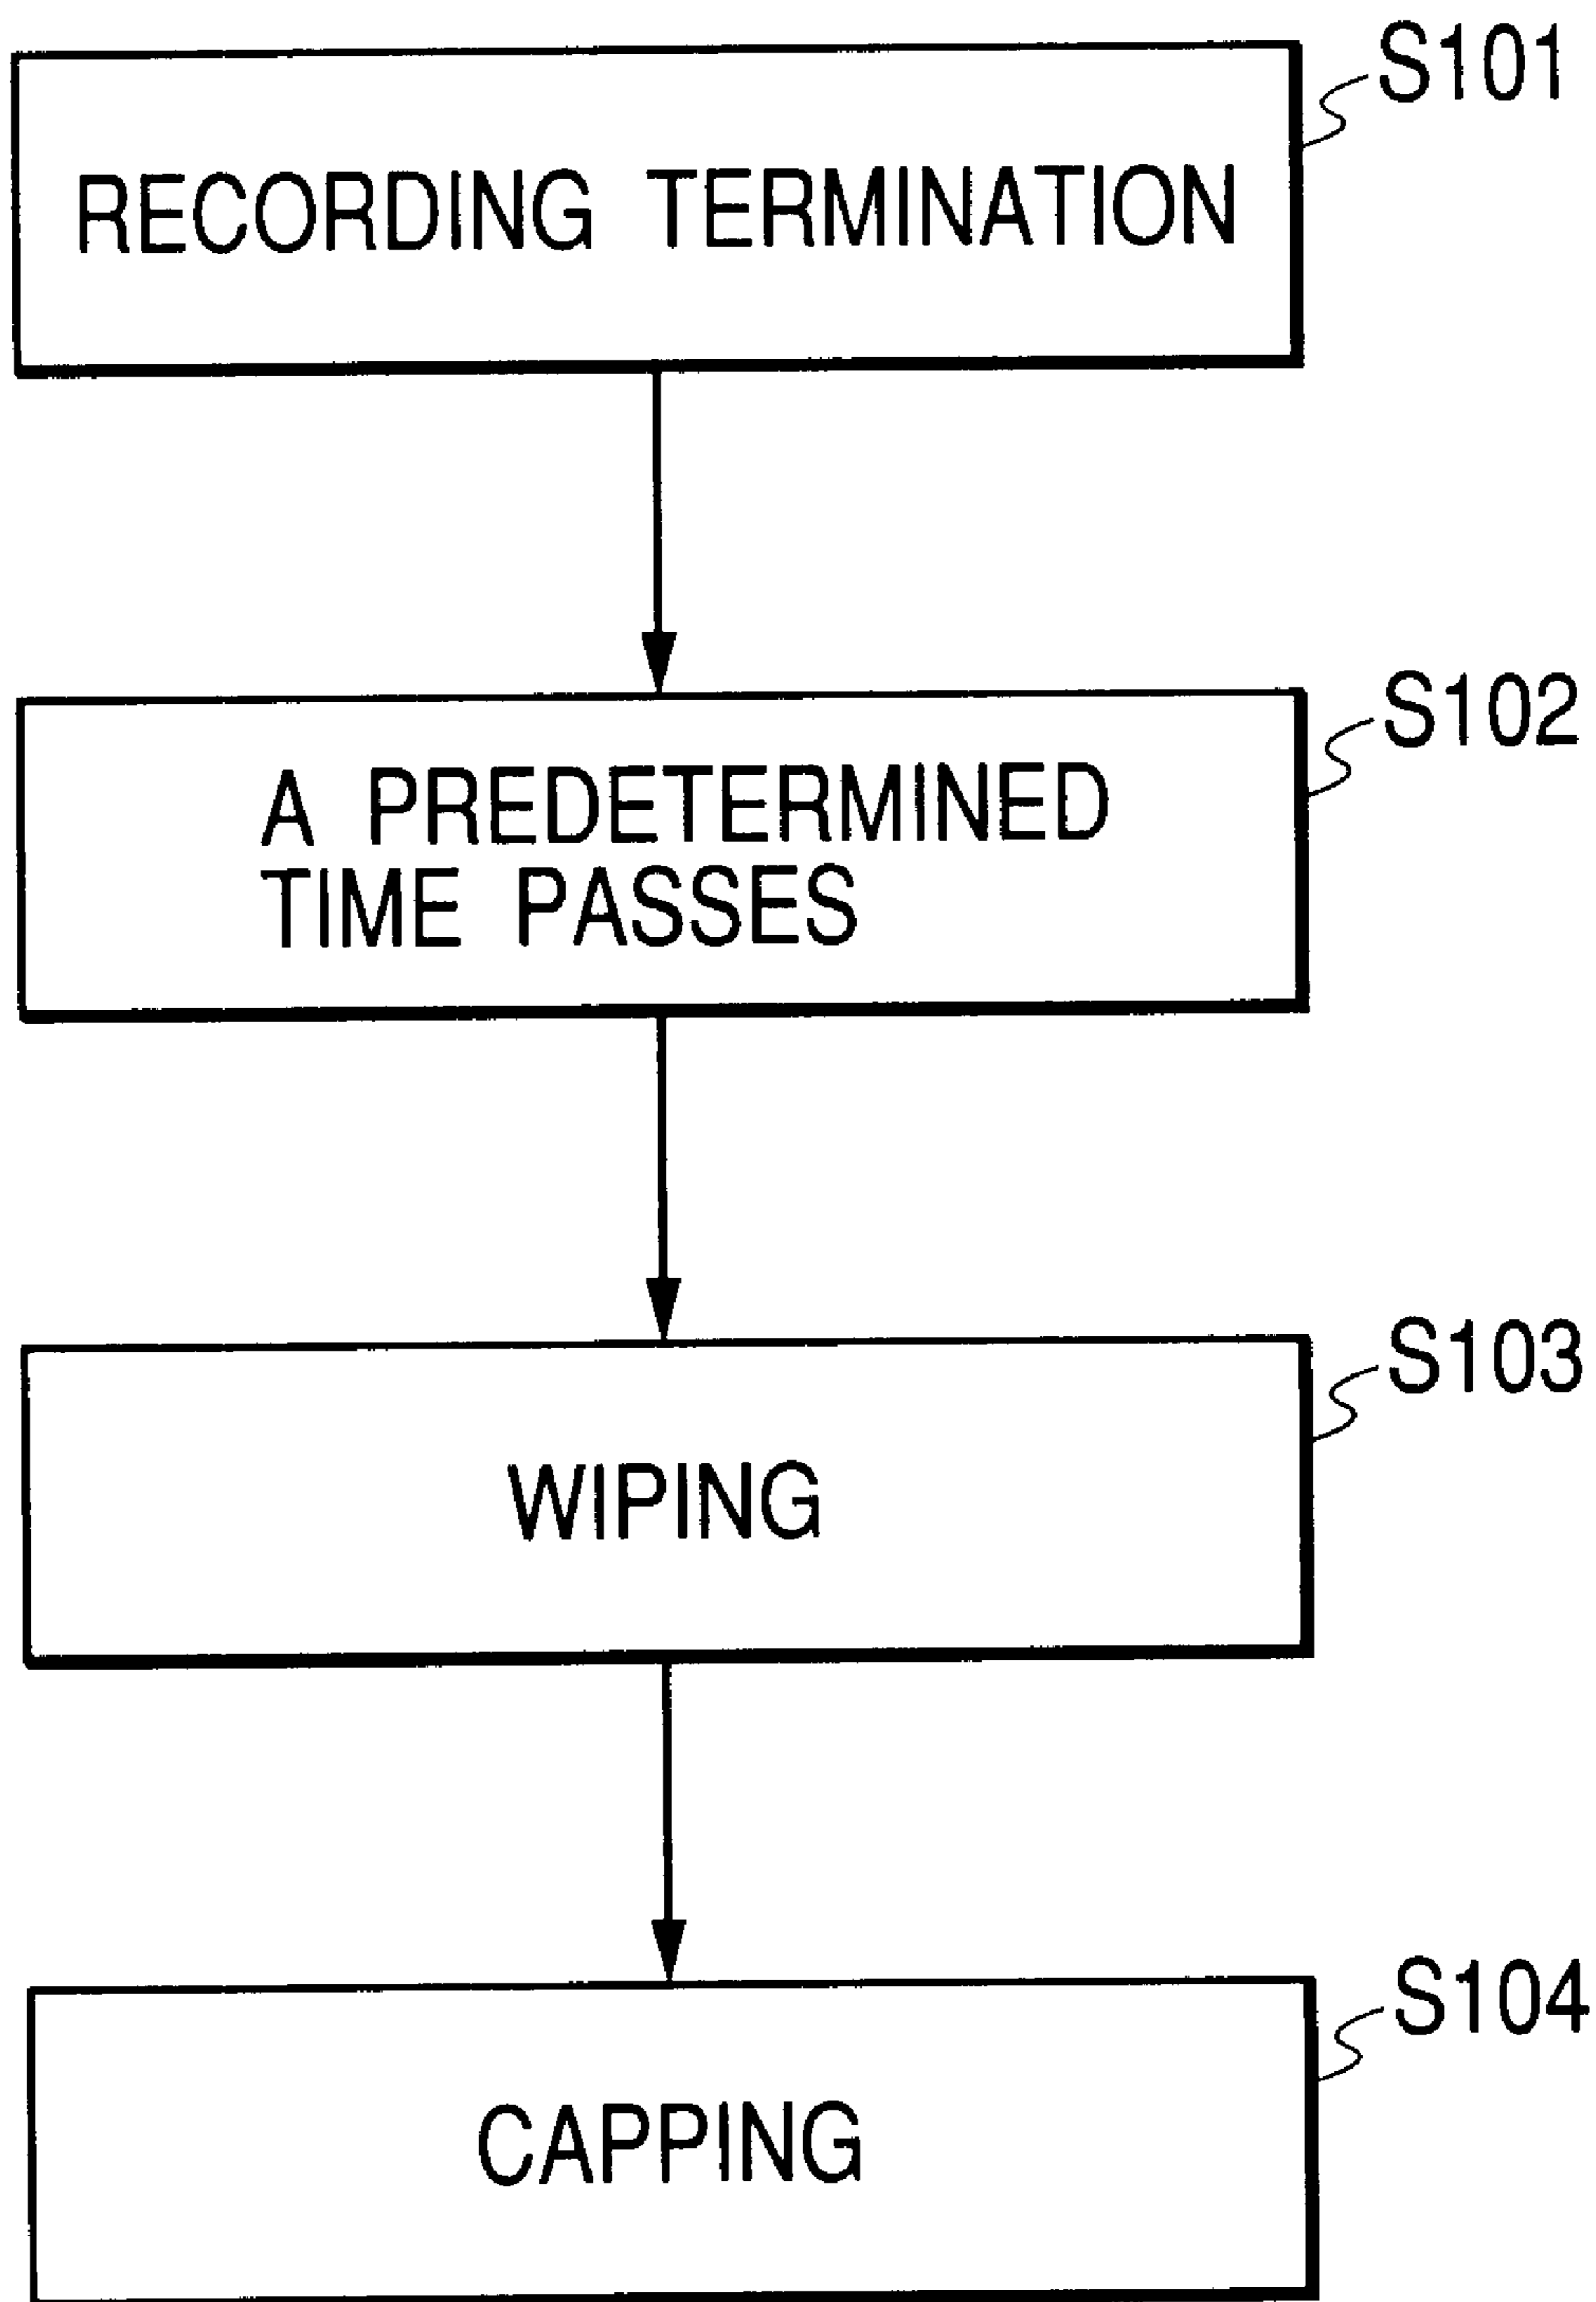 S101
RECORDING TERMINATION
S102
A PREDETERMINED
TIME PASSES
S103
WIPING
S104
CAPPING